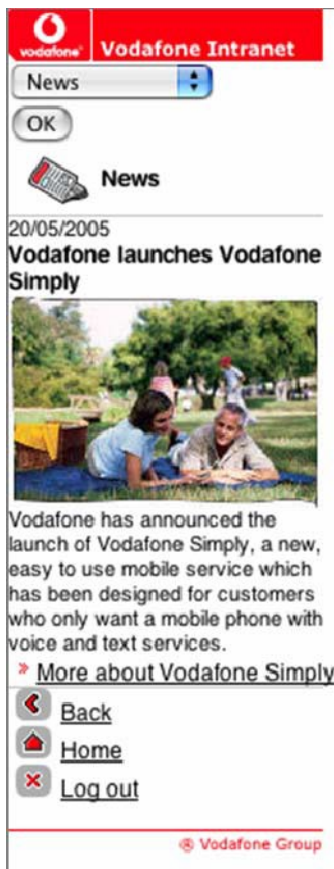 vodafone
Vodafone Intranet
News
OK
News
20/05/2005
Vodafone launches Vodafone
Simply
Vodafone has announced the
launch of Vodafone Simply, a new,
easy to use mobile service which
has been designed for customers
who only want a mobile phone with
voice and text services.
» More about Vodafone Simply
Back
Home
Log out
® Vodafone Group